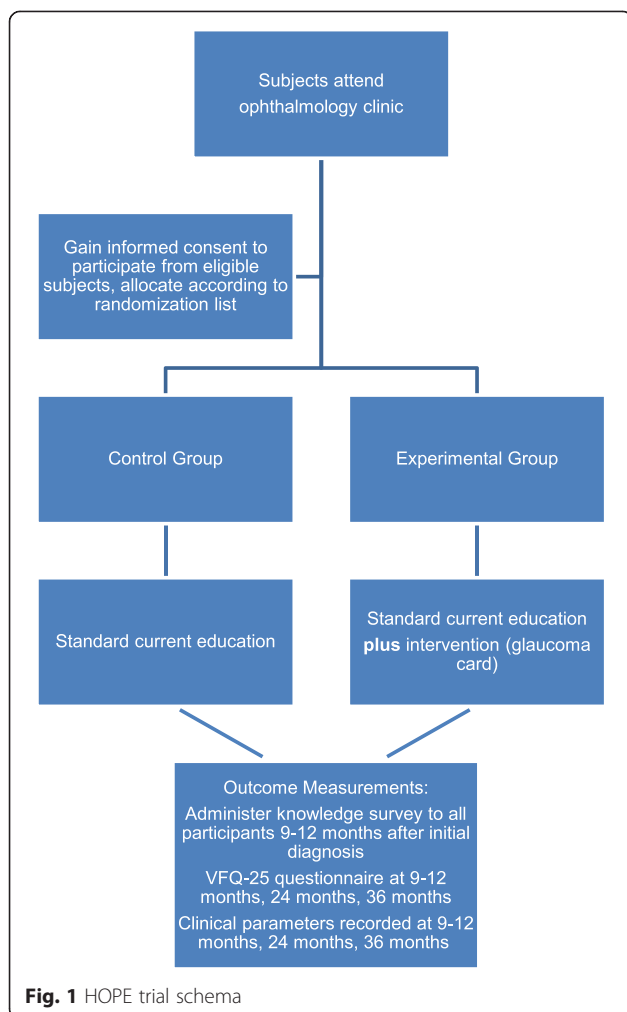 Subjects attend
ophthalmology clinic
Gain informed consent to
participate from eligible
subjects, allocate according to
randomization list
Control Group
Experimental Group
Standard current education
Standard current education
plus intervention (glaucoma
card)
Outcome Measurements:
Administer knowledge survey to all
participants 9-12 months after initial
diagnosis
VFQ-25 questionnaire at 9-12
months, 24 months, 36 months
Clinical parameters recorded at 9-12
months, 24 months, 36 months
Fig. 1 HOPE trial schema